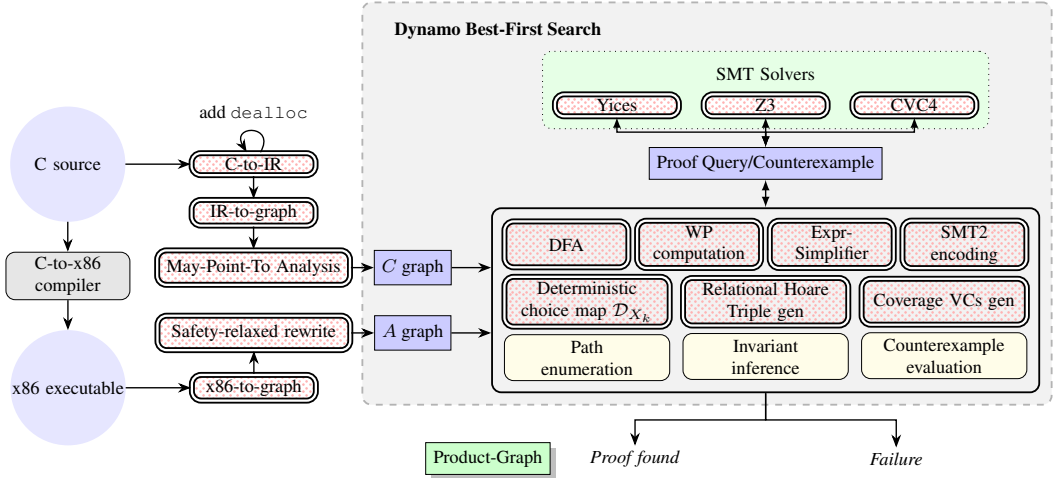 Dynamo Best-First Search
SMT Solvers
Yices
Z3
CVC4
Proof Query/Counterexample
add dealloc
C source
C-to-IR
IR-to-graph
May-Point-To Analysis
C graph
C-to-x86
compiler
Safety-relaxed rewrite
A graph
x86 executable
x86-to-graph
DFA
WP
computation
Expr-
Simplifier
SMT2
encoding
Deterministic
choice map 𝒟_{X_k}
Relational Hoare
Triple gen
Coverage VCs gen
Path
enumeration
Invariant
inference
Counterexample
evaluation
Product-Graph
Proof found
Failure